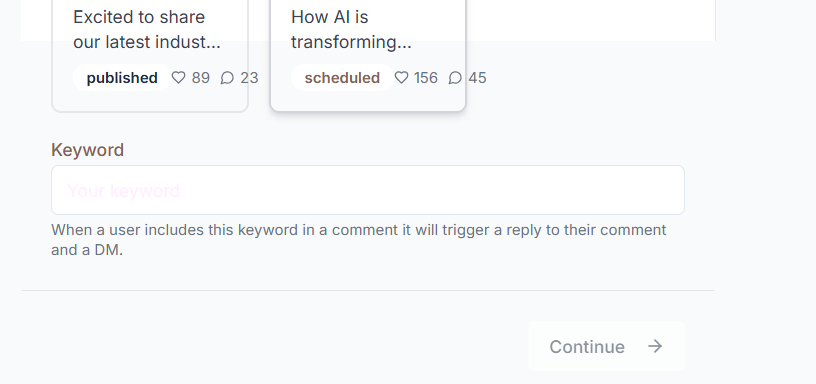 Excited to share
our latest indust...
published 89 23
How AI is
transforming...
scheduled 156 45
Keyword
Your keyword
When a user includes this keyword in a comment it will trigger a reply to their comment
and a DM.
Continue